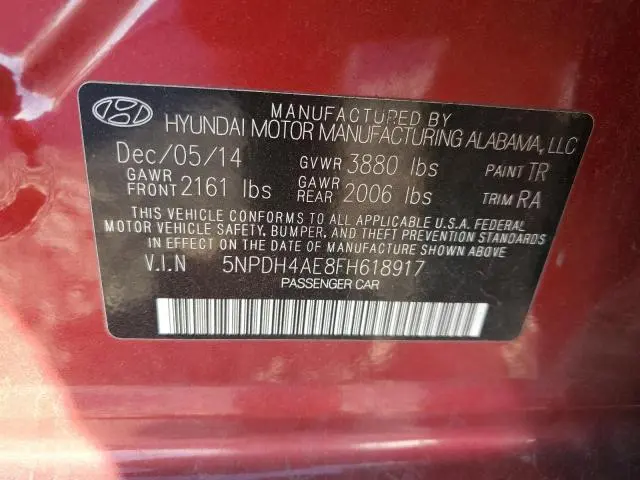 MANUFACTURED BY
HYUNDAI MOTOR MANUFACTURING ALABAMA, LLC
Dec/05/14 GVWR 3880 lbs PAINT TR
GAWR FRONT 2161 lbs GAWR REAR 2006 lbs TRIM RA
THIS VEHICLE CONFORMS TO ALL APPLICABLE U.S.A. FEDERAL
MOTOR VEHICLE SAFETY, BUMPER, AND THEFT PREVENTION STANDARDS
IN EFFECT ON THE DATE OF MANUFACTURE SHOWN ABOVE
V.I.N 5NPDH4AE8FH618917
PASSENGER CAR